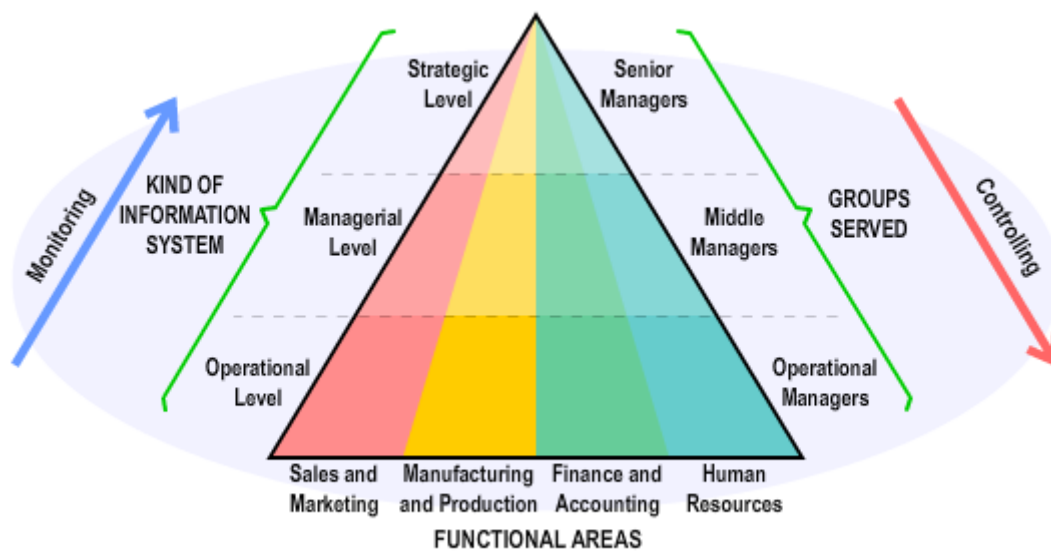 Strategic
Level
Senior
Managers
Monitoring
KIND OF
INFORMATION
SYSTEM
Managerial
Level
Middle
Managers
GROUPS
SERVED
Controlling
Operational
Level
Operational
Managers
Sales and
Marketing
Manufacturing
and Production
Finance and
Accounting
Human
Resources
FUNCTIONAL AREAS